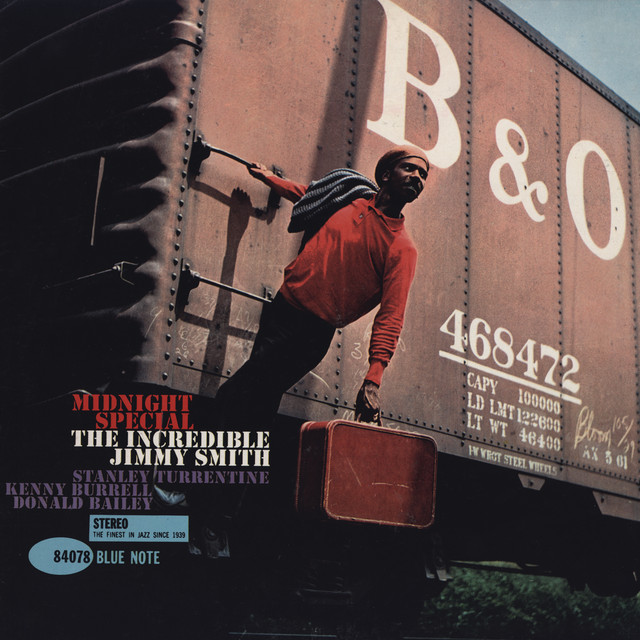 B & O
468472
CAPY 100000
LD LMT 122600
LT WT 46400
MIDNIGHT
SPECIAL
THE INCREDIBLE
JIMMY SMITH
STANLEY TURRENTINE
KENNY BURRELL
DONALD BAILEY
STEREO
THE FINEST IN JAZZ SINCE 1939
84078 BLUE NOTE